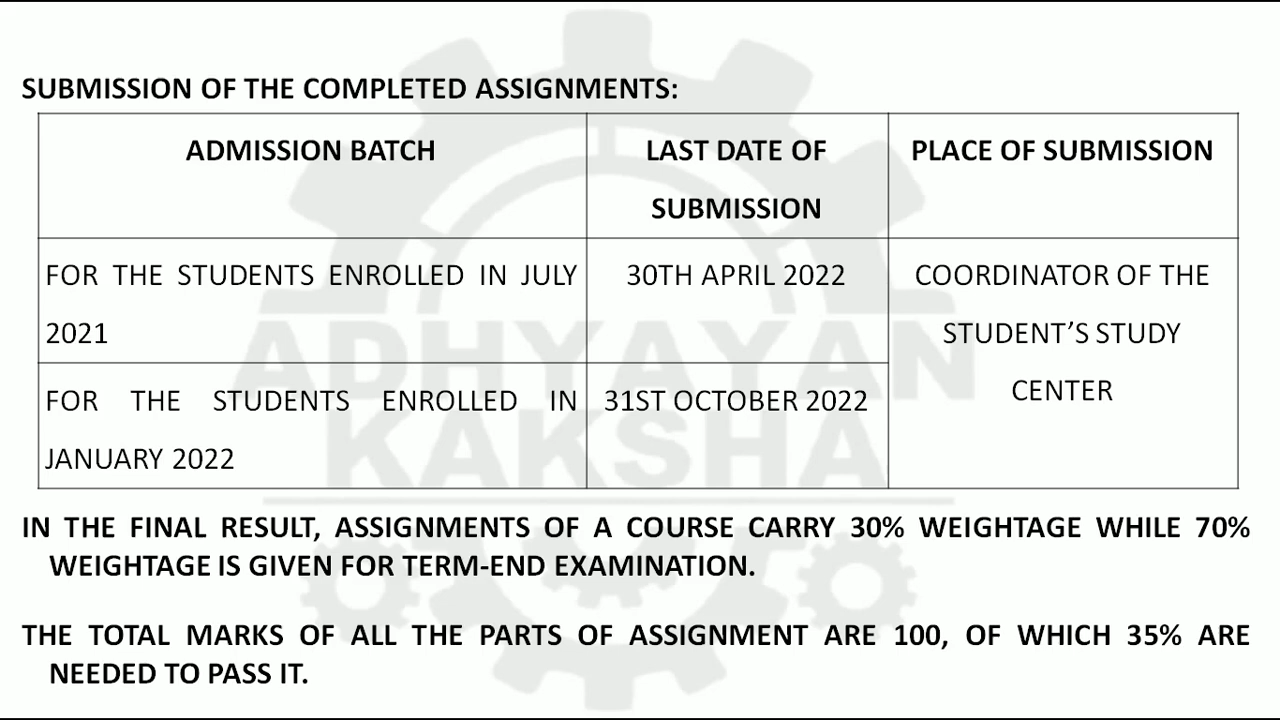 SUBMISSION OF THE COMPLETED ASSIGNMENTS:
ADMISSION BATCH
LAST DATE OF
SUBMISSION
PLACE OF SUBMISSION
FOR THE STUDENTS ENROLLED IN JULY
2021
30TH APRIL 2022
COORDINATOR OF THE
STUDENT’S STUDY
CENTER
FOR THE STUDENTS ENROLLED IN
JANUARY 2022
31ST OCTOBER 2022
ADHYAYAN
KAKSHA
IN THE FINAL RESULT, ASSIGNMENTS OF A COURSE CARRY 30% WEIGHTAGE WHILE 70%
WEIGHTAGE IS GIVEN FOR TERM-END EXAMINATION.
THE TOTAL MARKS OF ALL THE PARTS OF ASSIGNMENT ARE 100, OF WHICH 35% ARE
NEEDED TO PASS IT.